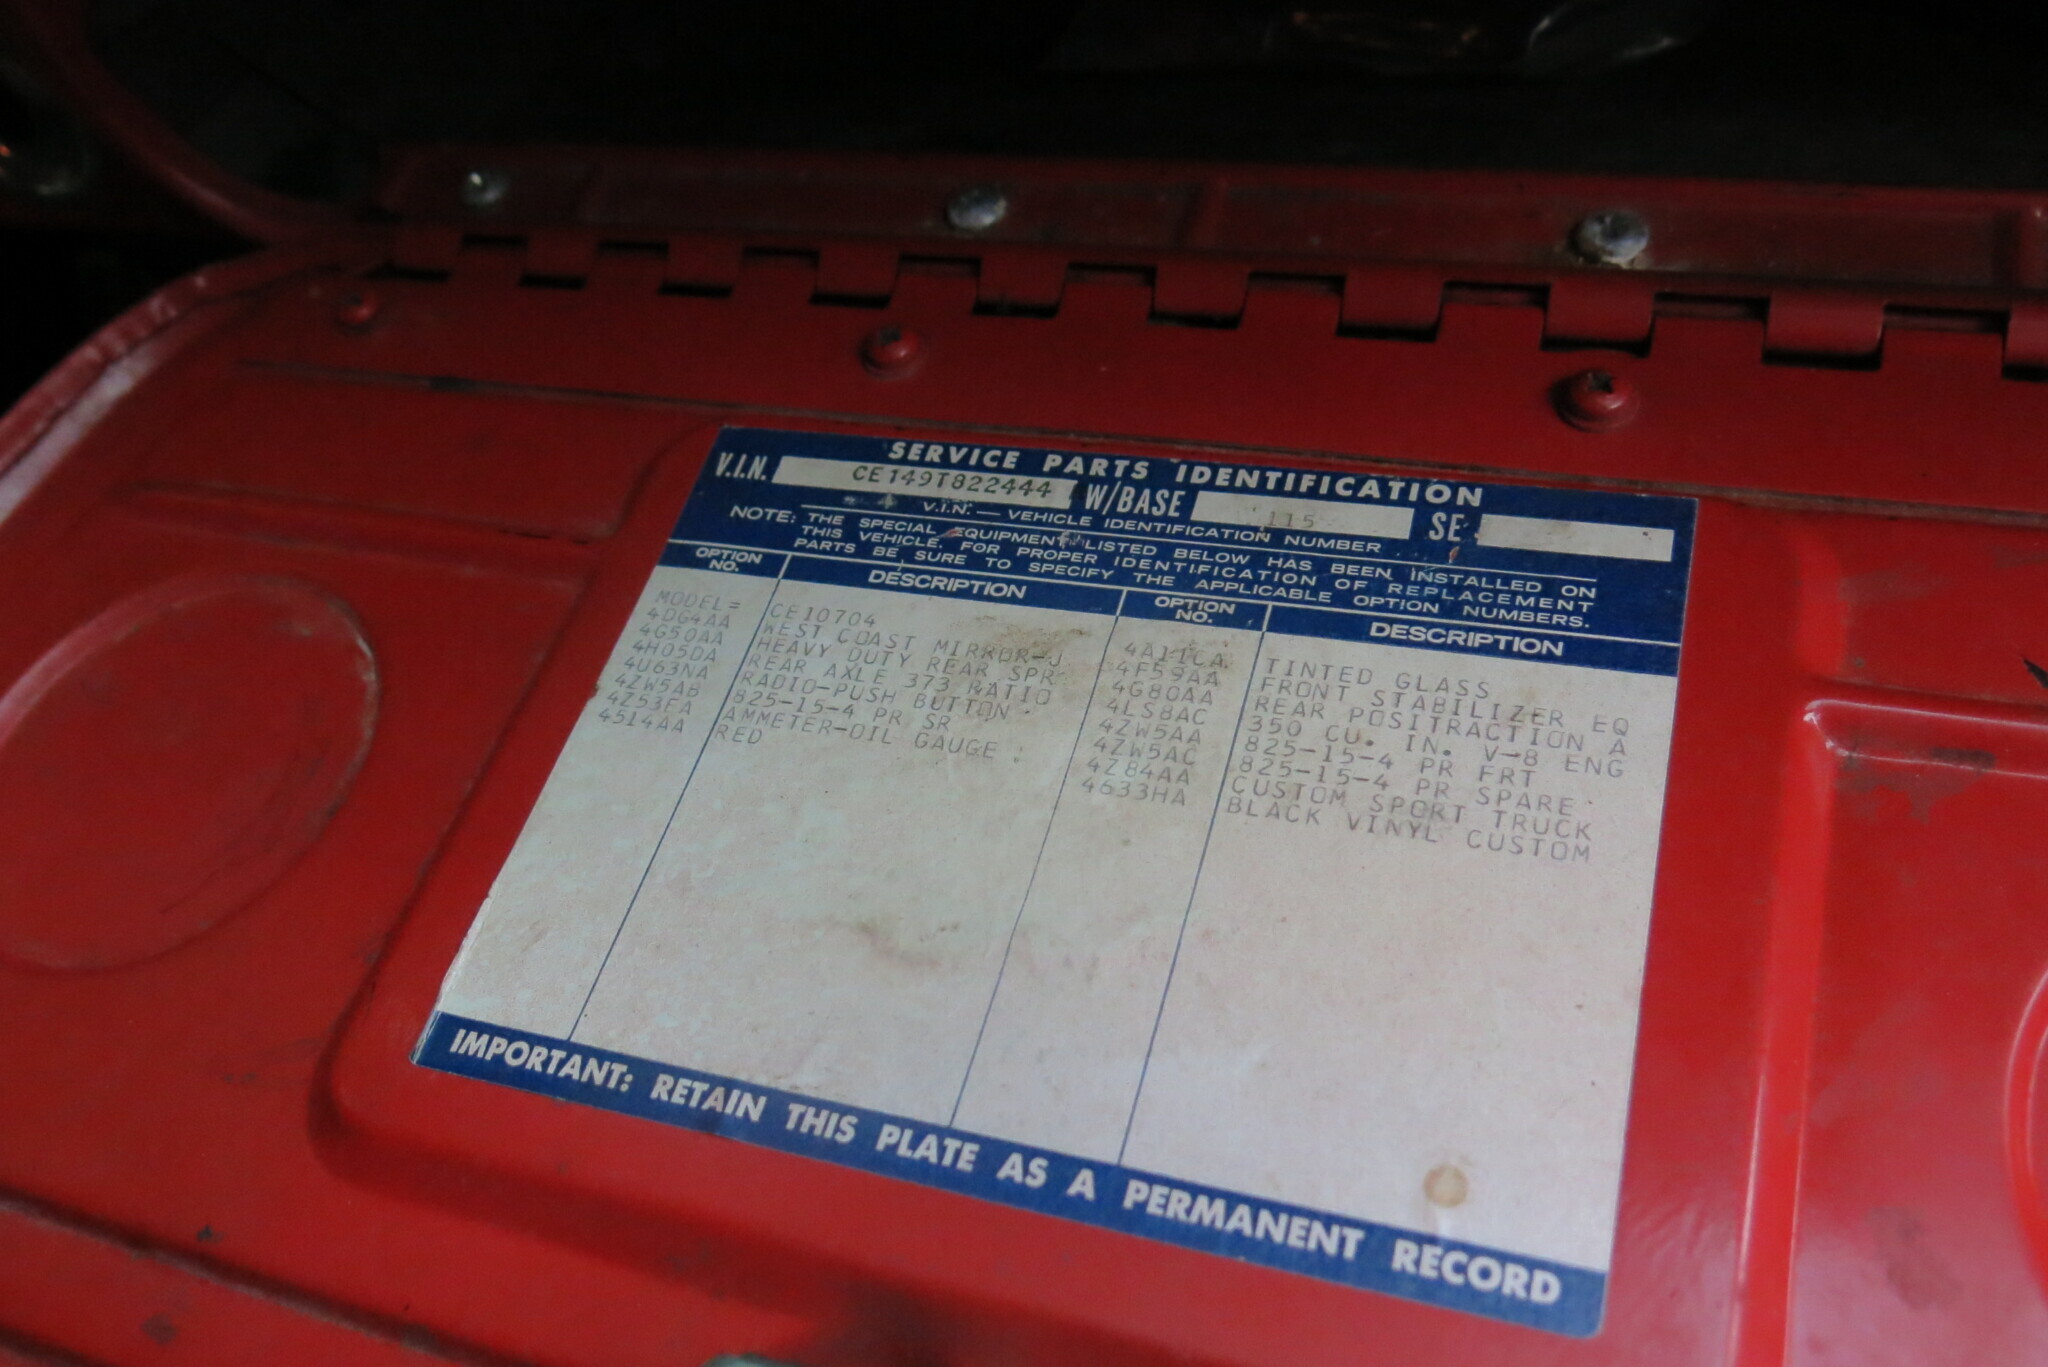 SERVICE PARTS IDENTIFICATION
V.I.N. CE149T822444 W/BASE 115 SE
V.I.N. — VEHICLE IDENTIFICATION NUMBER
NOTE: THE SPECIAL EQUIPMENT LISTED BELOW HAS BEEN INSTALLED ON
THIS VEHICLE. FOR PROPER IDENTIFICATION OF REPLACEMENT
PARTS BE SURE TO SPECIFY THE APPLICABLE OPTION NUMBERS.
OPTION NO. DESCRIPTION OPTION NO. DESCRIPTION
MODEL= CE10704
4DG4AA WEST COAST MIRROR-J 4A11CA TINTED GLASS
4G50AA HEAVY DUTY REAR SPR 4F59AA FRONT STABILIZER EQ
4H05DA REAR AXLE 373 RATIO 4G80AA REAR POSITRACTION A
4U63NA RADIO-PUSH BUTTON 4LS8AC 350 CU. IN. V-8 ENG
4ZW5AB 825-15-4 PR SR 4ZW5AA 825-15-4 PR FRT
4Z53EA AMMETER-OIL GAUGE 4ZW5AC 825-15-4 PR SPARE
4514AA RED 4Z84AA CUSTOM SPORT TRUCK
4633HA BLACK VINYL CUSTOM
IMPORTANT: RETAIN THIS PLATE AS A PERMANENT RECORD